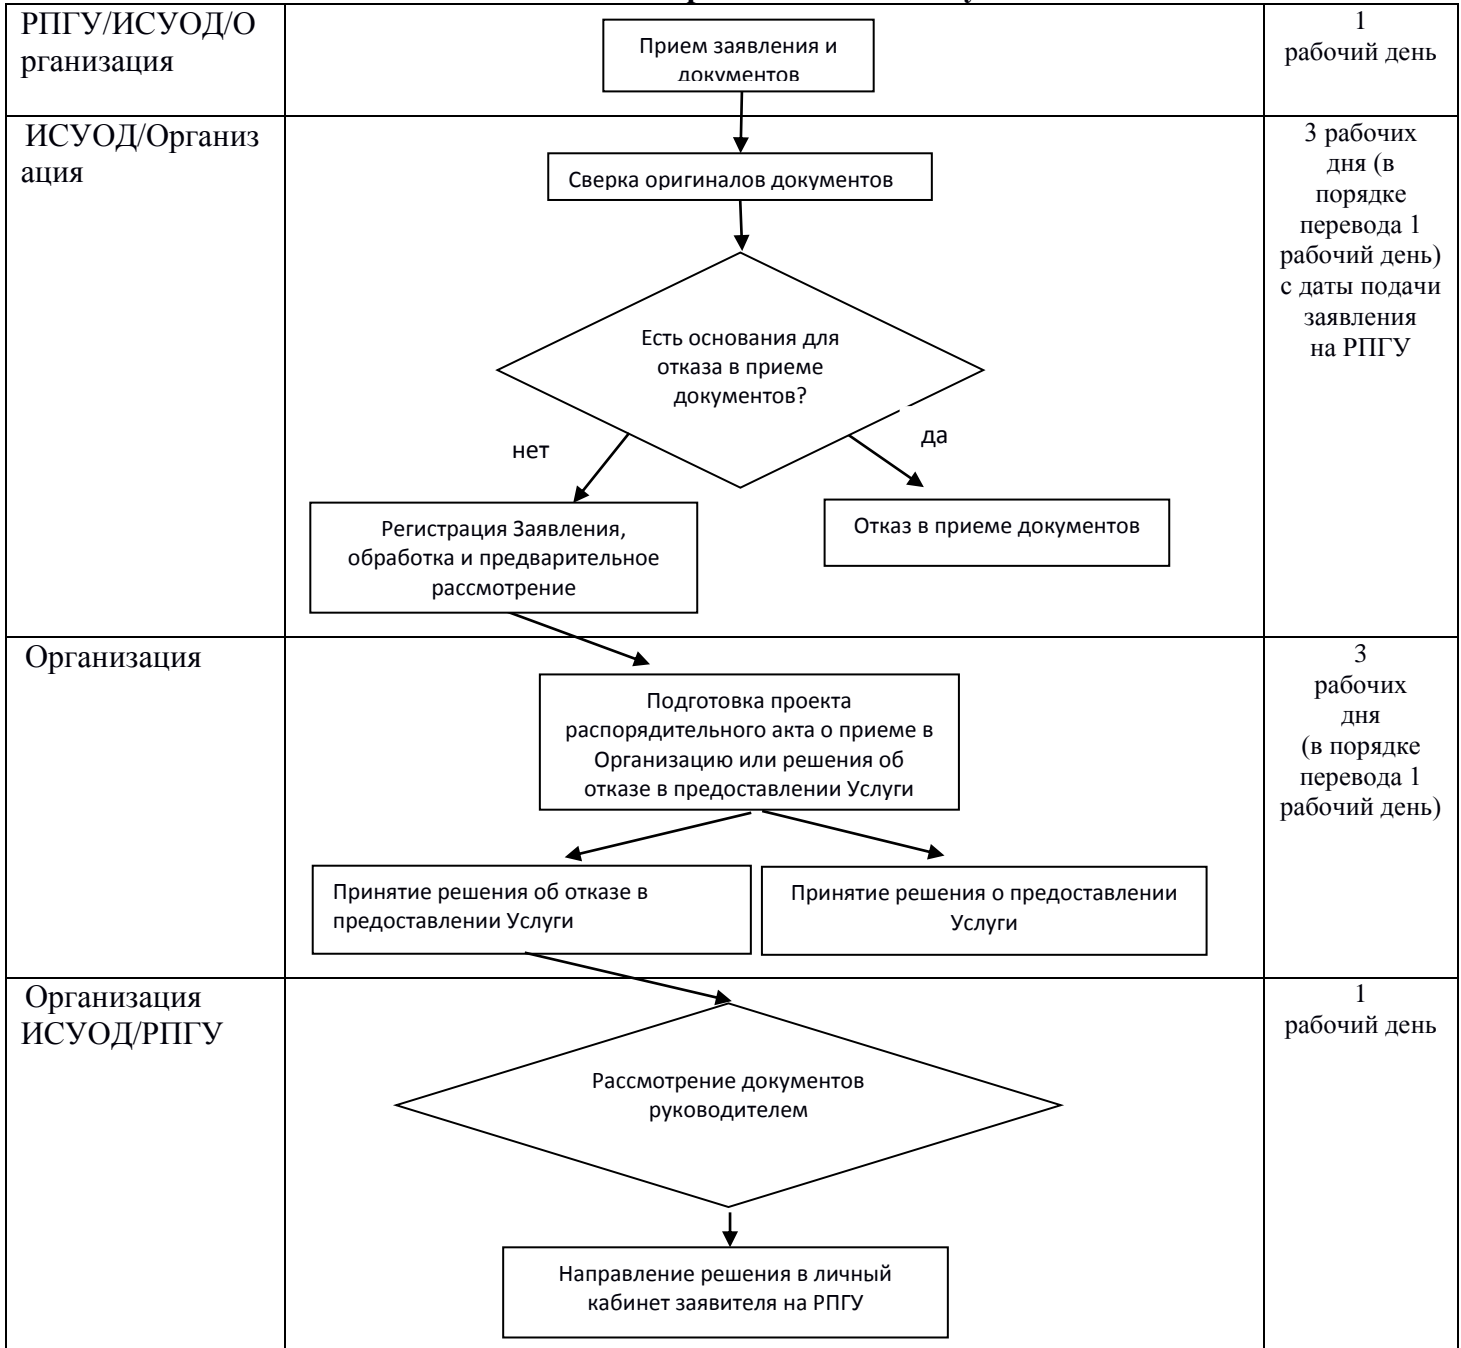 РПГУ/ИСУОД/О
рганизация
Прием заявления и
документов
1
рабочий день
ИСУОД/Организ
ация
Сверка оригиналов документов
Есть основания для
отказа в приеме
документов?
нет
да
Регистрация Заявления,
обработка и предварительное
рассмотрение
Отказ в приеме документов
3 рабочих
дня (в
порядке
перевода 1
рабочий день)
с даты подачи
заявления
на РПГУ
Организация
Подготовка проекта
распорядительного акта о приеме в
Организацию или решения об
отказе в предоставлении Услуги
Принятие решения об отказе в
предоставлении Услуги
Принятие решения о предоставлении
Услуги
3
рабочих
дня
(в порядке
перевода 1
рабочий день)
Организация
ИСУОД/РПГУ
Рассмотрение документов
руководителем
Направление решения в личный
кабинет заявителя на РПГУ
1
рабочий день